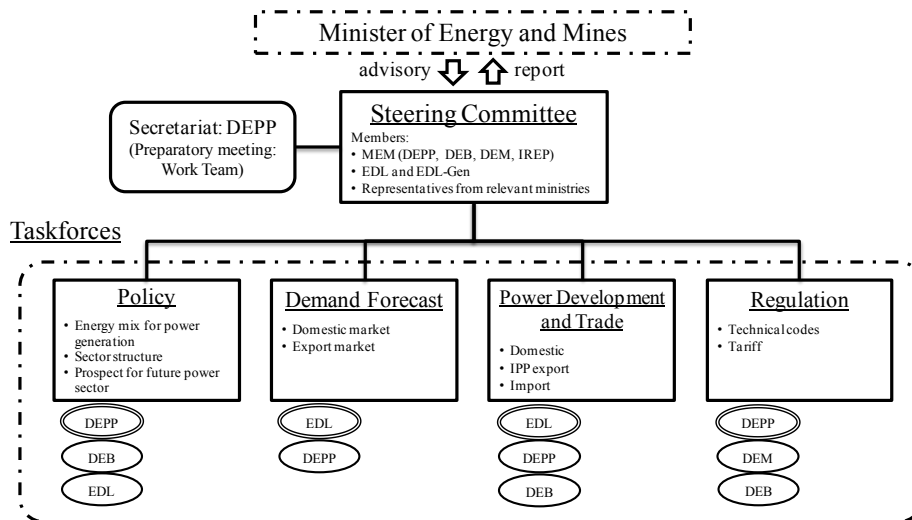 Minister of Energy and Mines
advisory
report
Steering Committee
Members:
• MEM (DEPP, DEB, DEM, IREP)
• EDL and EDL-Gen
• Representatives from relevant ministries
Secretariat: DEPP
(Preparatory meeting:
Work Team)
Taskforces
Policy
• Energy mix for power
generation
• Sector structure
• Prospect for future power
sector
DEPP
DEB
EDL
Demand Forecast
• Domestic market
• Export market
EDL
DEPP
Power Development
and Trade
• Domestic
• IPP export
• Import
EDL
DEPP
DEB
Regulation
• Technical codes
• Tariff
DEPP
DEM
DEB